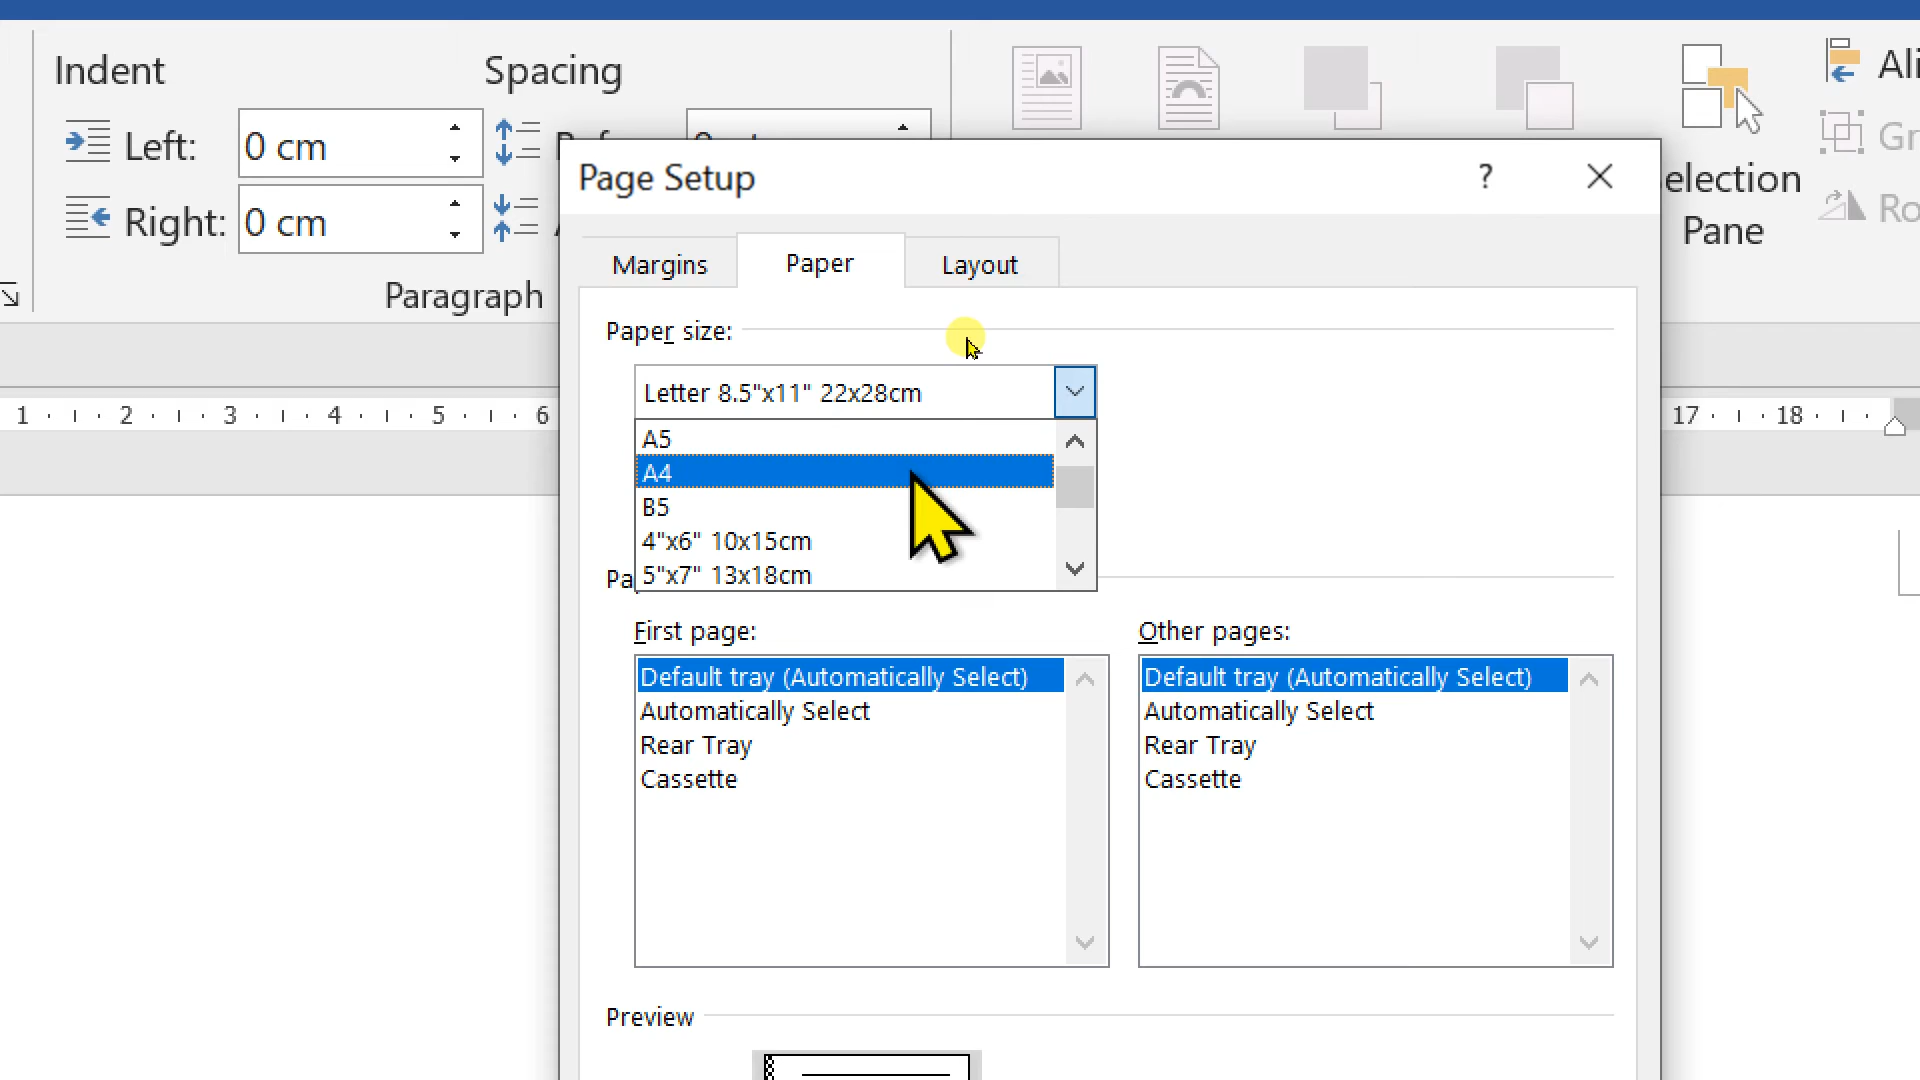 Indent
Spacing
Left: 0 cm
Right: 0 cm
Paragraph
Selection
Pane
Page Setup ?
Margins Paper Layout
Paper size:
Letter 8.5"x11" 22x28cm
A5
A4
B5
4"x6" 10x15cm
5"x7" 13x18cm
Pa
First page: Other pages:
Default tray (Automatically Select)
Automatically Select
Rear Tray
Cassette
Default tray (Automatically Select)
Automatically Select
Rear Tray
Cassette
Preview
1 2 3 4 5 6 17 18